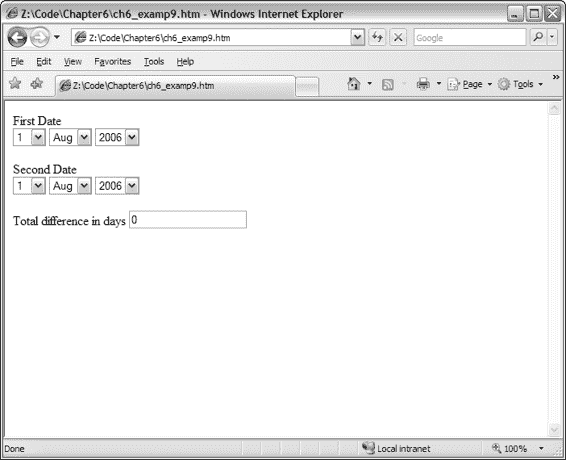 Z:\Code\Chapter6\ch6_examp9.htm - Windows Internet Explorer
Z:\Code\Chapter6\ch6_examp9.htm
Google
File Edit View Favorites Tools Help
Z:\Code\Chapter6\ch6_examp9.htm
Page Tools »
First Date
1 Aug 2006
Second Date
1 Aug 2006
Total difference in days 0
Done Local intranet 100%